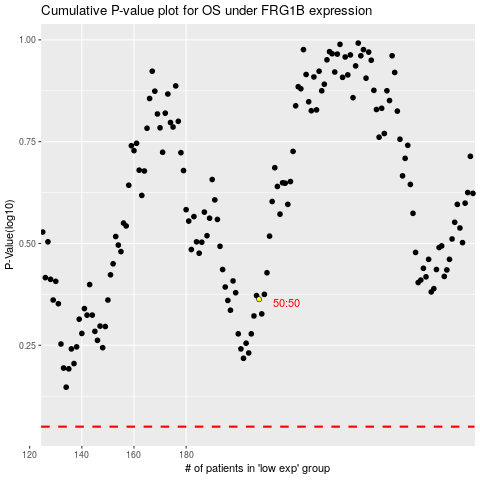 Cumulative P-value plot for OS under FRG1B expression
1.00
0.75
0.50
0.25
P-Value(log10)
50:50
120 140 160 180
# of patients in 'low exp' group